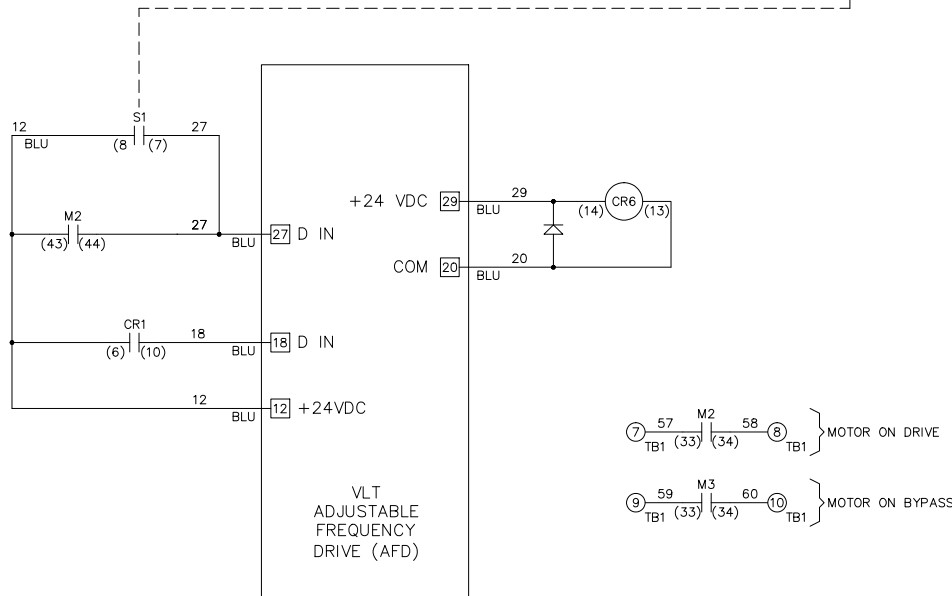 S1
12
27
BLU
(8
(7)
M2
27
(43)
(44)
BLU
27 D IN
+24 VDC 29
29
BLU
(14)
CR6
(13)
COM 20
20
BLU
CR1
18
(6)
(10)
BLU
18 D IN
12
BLU
12 +24VDC
VLT
ADJUSTABLE
FREQUENCY
DRIVE (AFD)
M2
7
57
58
8
MOTOR ON DRIVE
TB1
(33)
(34)
TB1
M3
9
59
60
10
MOTOR ON BYPASS
TB1
(33)
(34)
TB1